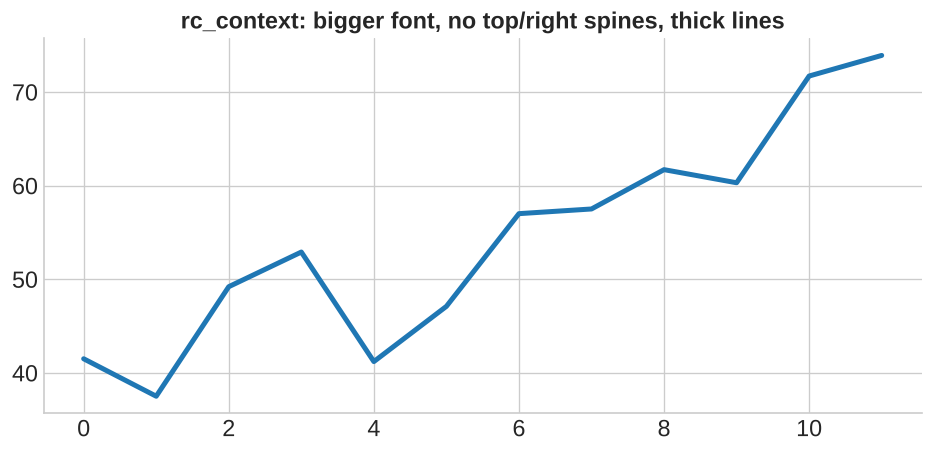 rc_context: bigger font, no top/right spines, thick lines
70
60
50
40
0 2 4 6 8 10